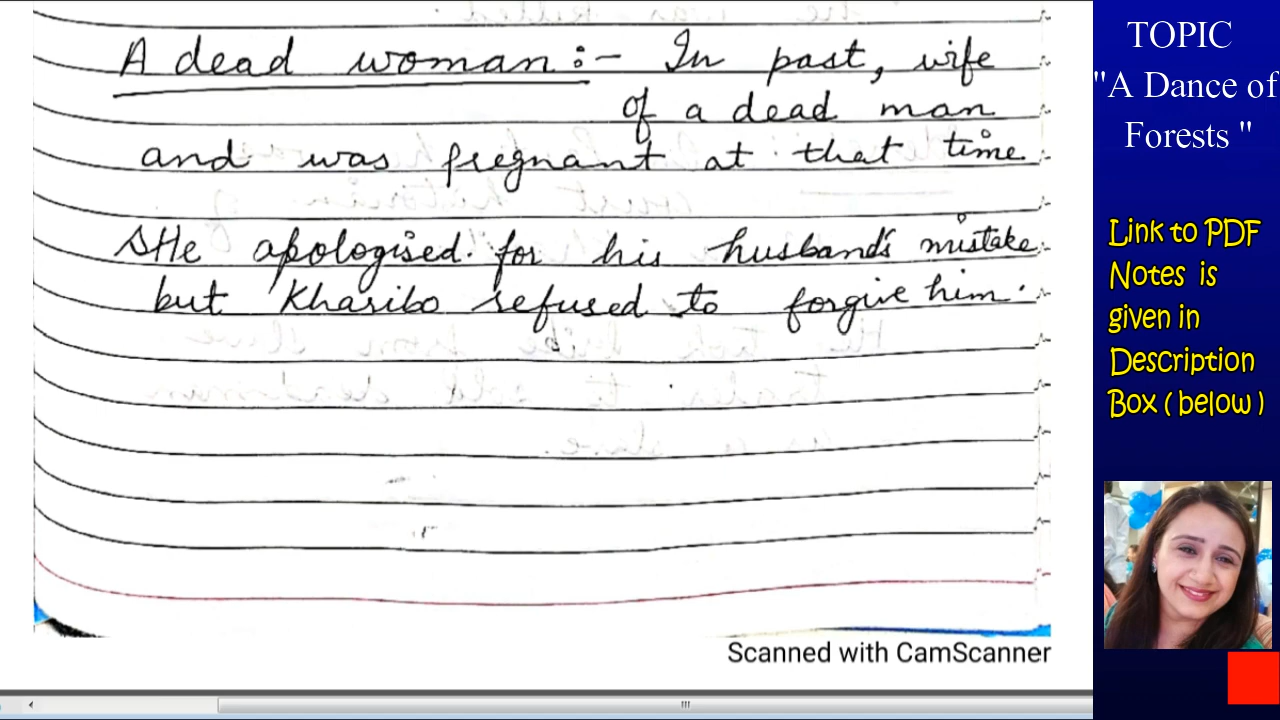 A dead woman :- In past, wife
of a dead man
and was pregnant at that time
SHe apologised for his husband's mistake
but Kharibo refused to forgive him.
Scanned with CamScanner
TOPIC
"A Dance of
Forests "
Link to PDF
Notes is
given in
Description
Box ( below )